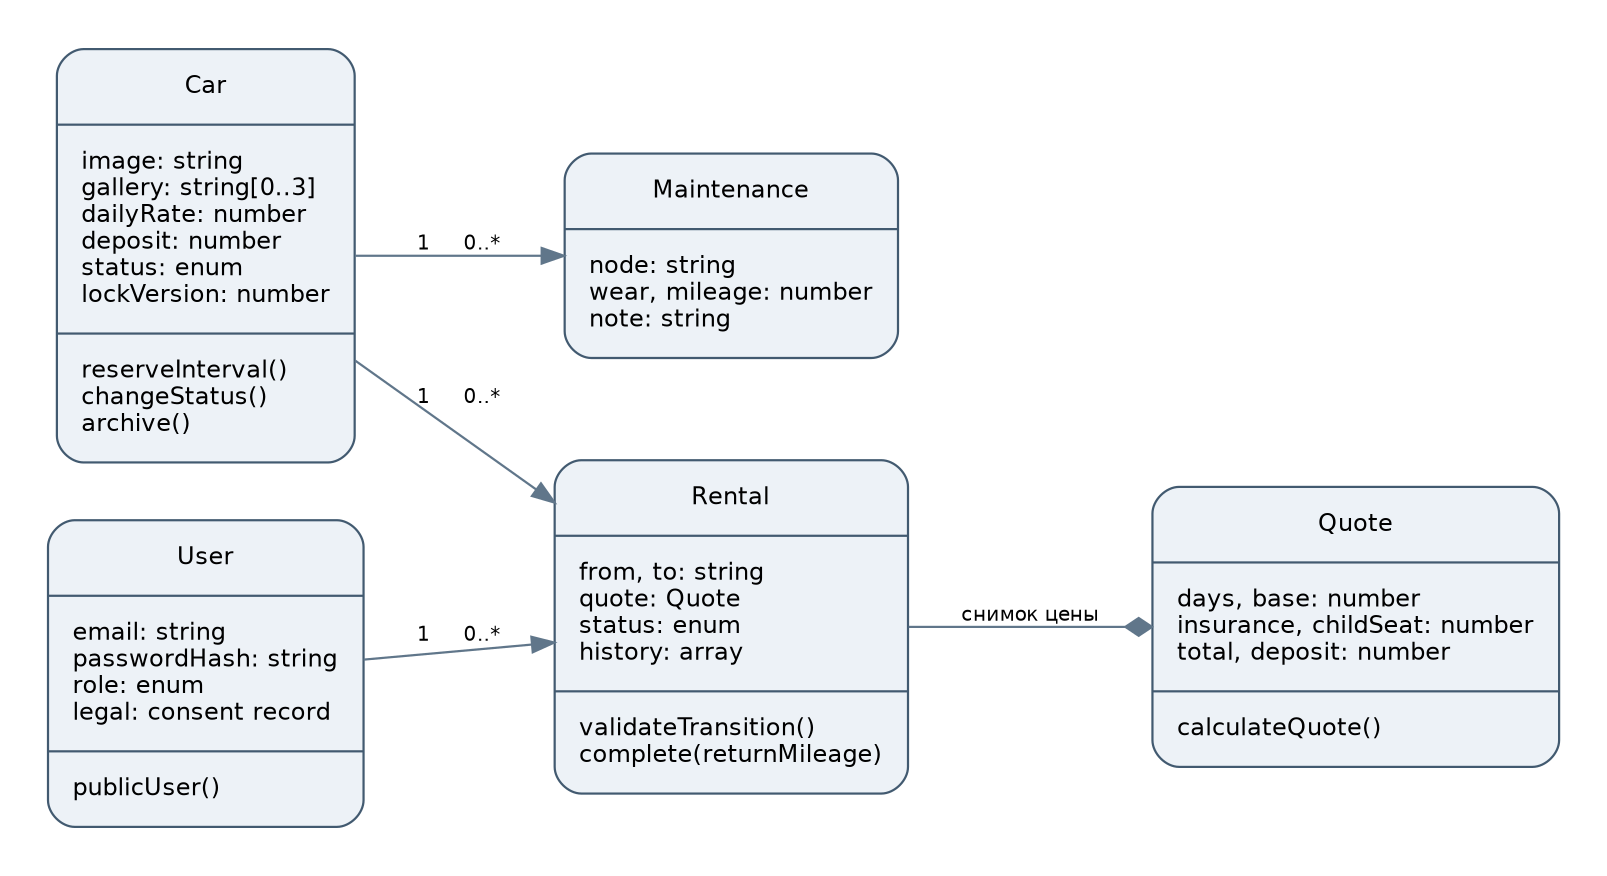 Car
image: string
gallery: string[0..3]
dailyRate: number
deposit: number
status: enum
lockVersion: number
reserveInterval()
changeStatus()
archive()
1 0..*
Maintenance
node: string
wear, mileage: number
note: string
1 0..*
User
email: string
passwordHash: string
role: enum
legal: consent record
publicUser()
1 0..*
Rental
from, to: string
quote: Quote
status: enum
history: array
validateTransition()
complete(returnMileage)
снимок цены
Quote
days, base: number
insurance, childSeat: number
total, deposit: number
calculateQuote()